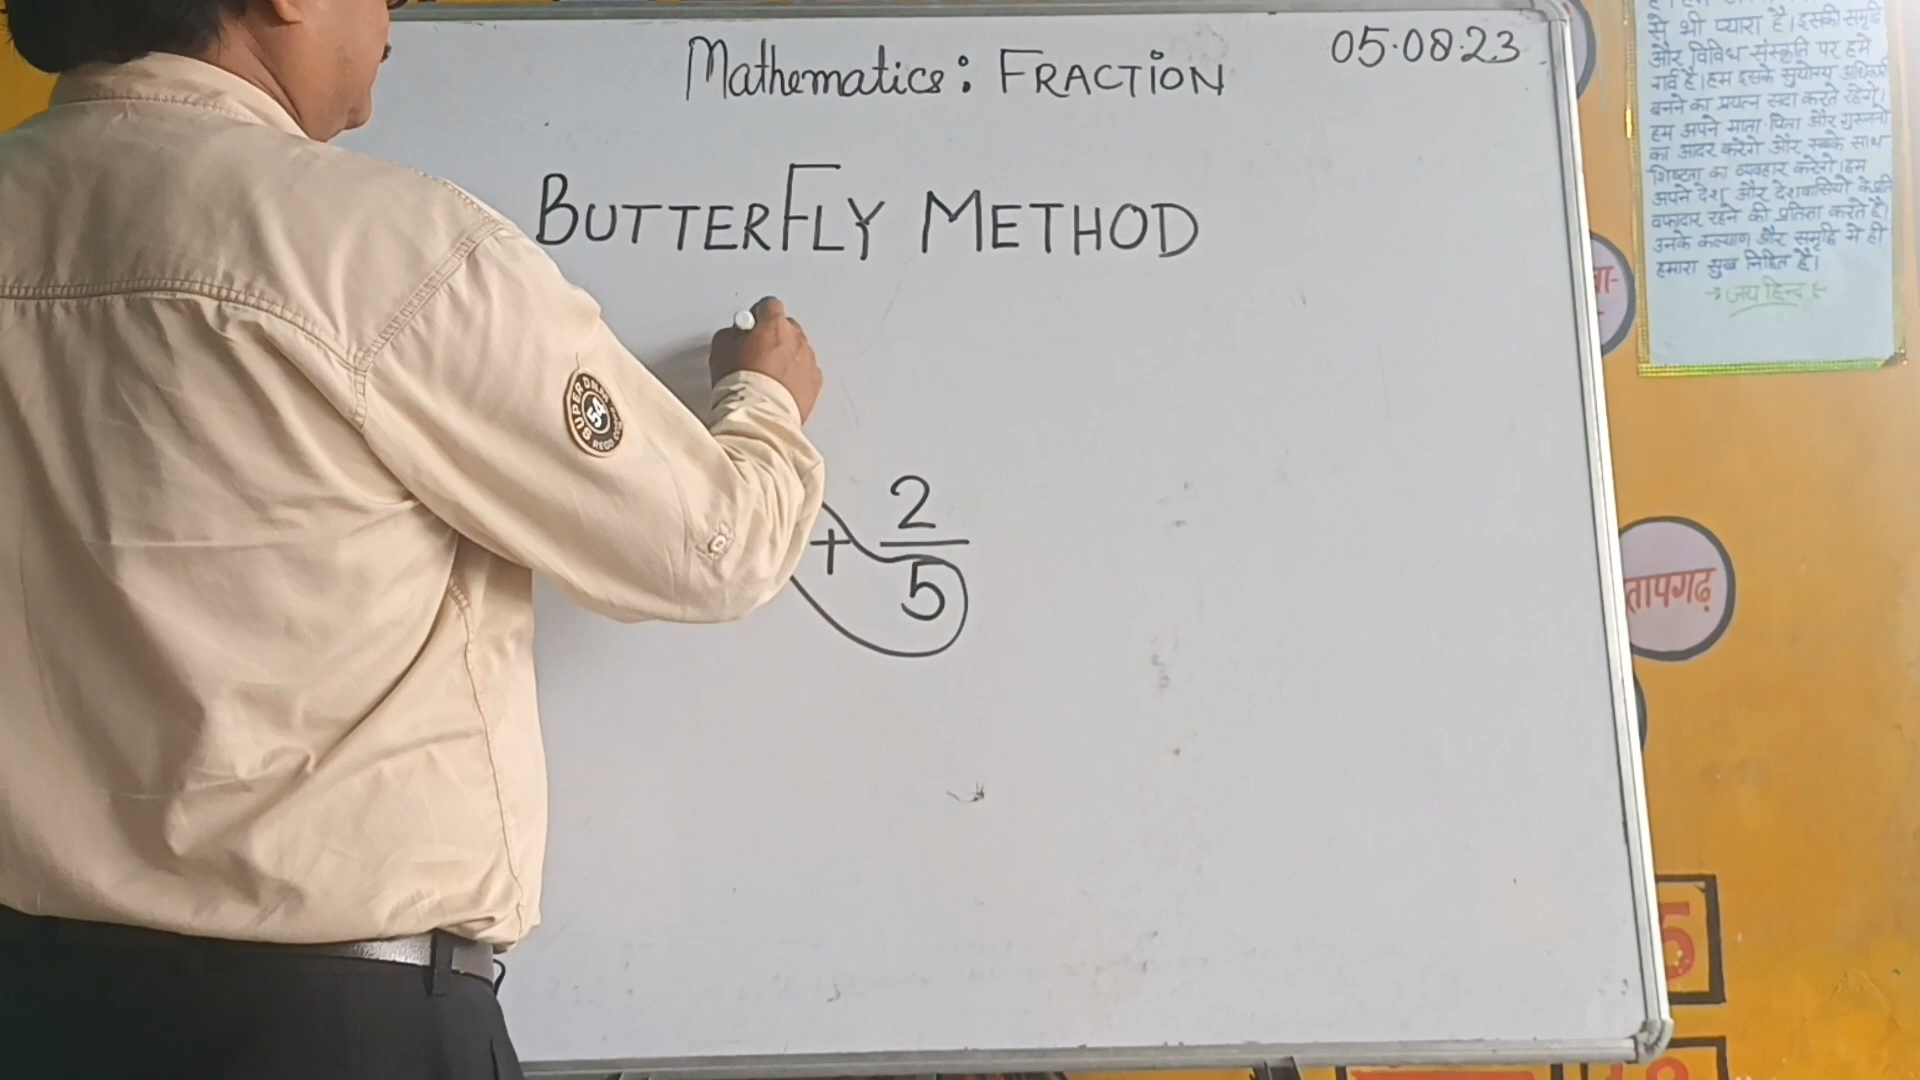 Mathematics: FRACTION
05.08.23
BUTTERFLY METHOD
+ 2
5
SUPER
54
से भी प्यारा है। इसकी समृद्धि
और विविध संस्कृति पर हमे
गर्व है। हम इसके सुयोग्य अधिकारी
बनने का प्रयत्न सदा करते रहेंगे।
हम अपने माता पिता और गुरुजनो
का आदर करेंगे और सबके साथ
शिष्टता का व्यवहार करेंगे। हम
अपने देश और देशवासियो के प्रति
वफादार रहने की प्रतिज्ञा करते है।
उनके कल्याण और समृद्धि मे ही
हमारा सुख निहित है।
जय हिन्द
तापगढ़